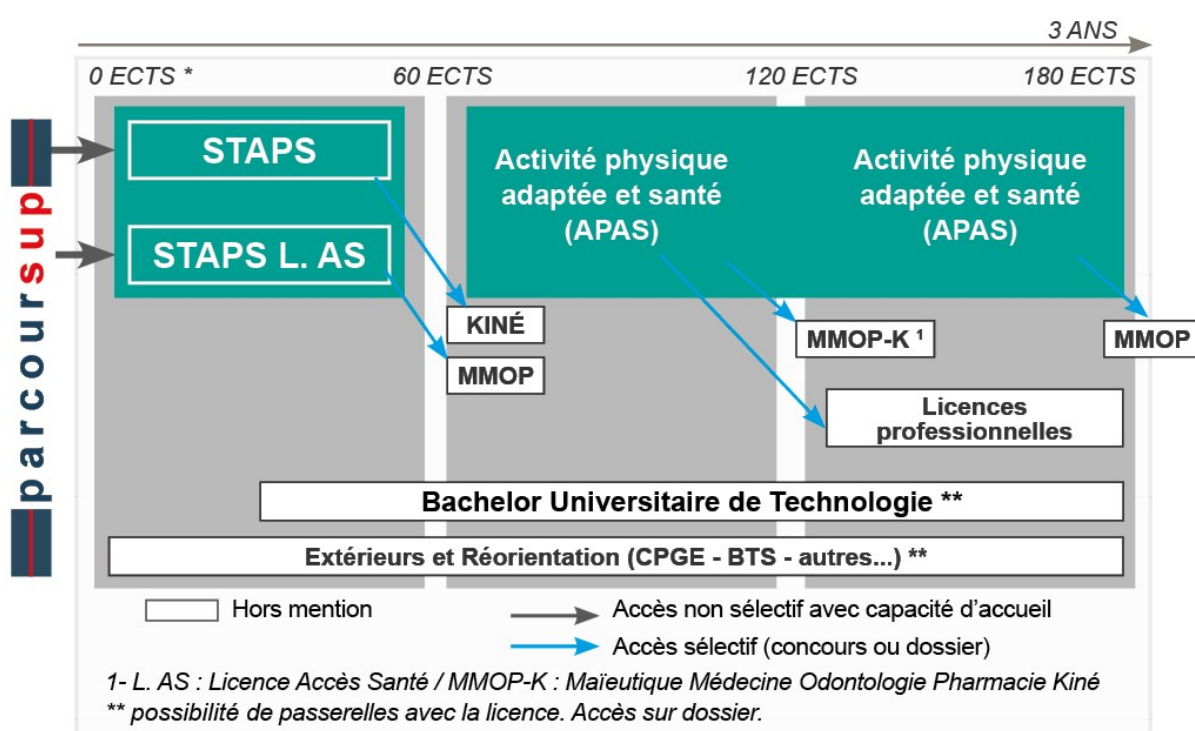 3 ANS
0 ECTS *
60 ECTS
120 ECTS
180 ECTS
parcoursup
STAPS
STAPS L. AS
Activité physique
adaptée et santé
(APAS)
Activité physique
adaptée et santé
(APAS)
KINÉ
MMOP
MMOP-K ¹
MMOP
Licences
professionnelles
Bachelor Universitaire de Technologie **
Extérieurs et Réorientation (CPGE - BTS - autres...) **
Hors mention
Accès non sélectif avec capacité d’accueil
Accès sélectif (concours ou dossier)
1- L. AS : Licence Accès Santé / MMOP-K : Maïeutique Médecine Odontologie Pharmacie Kiné
** possibilité de passerelles avec la licence. Accès sur dossier.